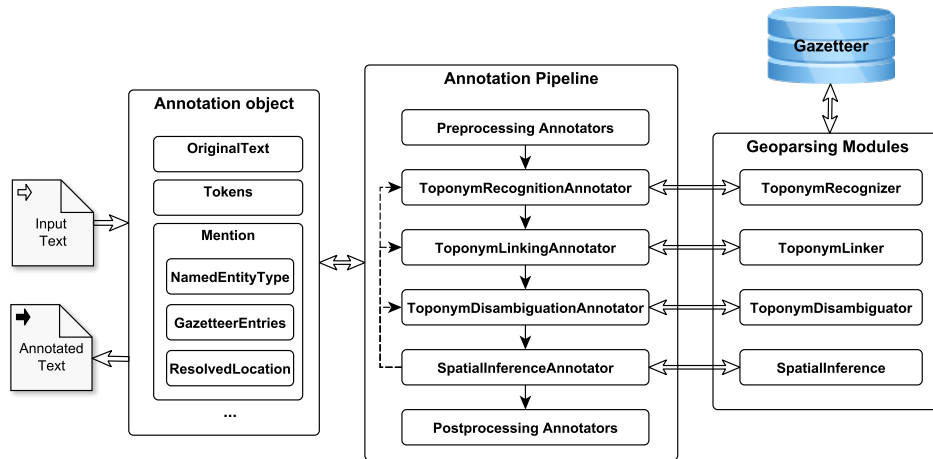 Gazetteer
Annotation Pipeline
Annotation object
Preprocessing Annotators
OriginalText
Geoparsing Modules
Tokens
ToponymRecognitionAnnotator
ToponymRecognizer
Input
Text
Mention
ToponymLinkingAnnotator
ToponymLinker
NamedEntityType
GazetteerEntries
ToponymDisambiguationAnnotator
ToponymDisambiguator
Annotated
Text
ResolvedLocation
SpatialInferenceAnnotator
SpatialInference
...
Postprocessing Annotators